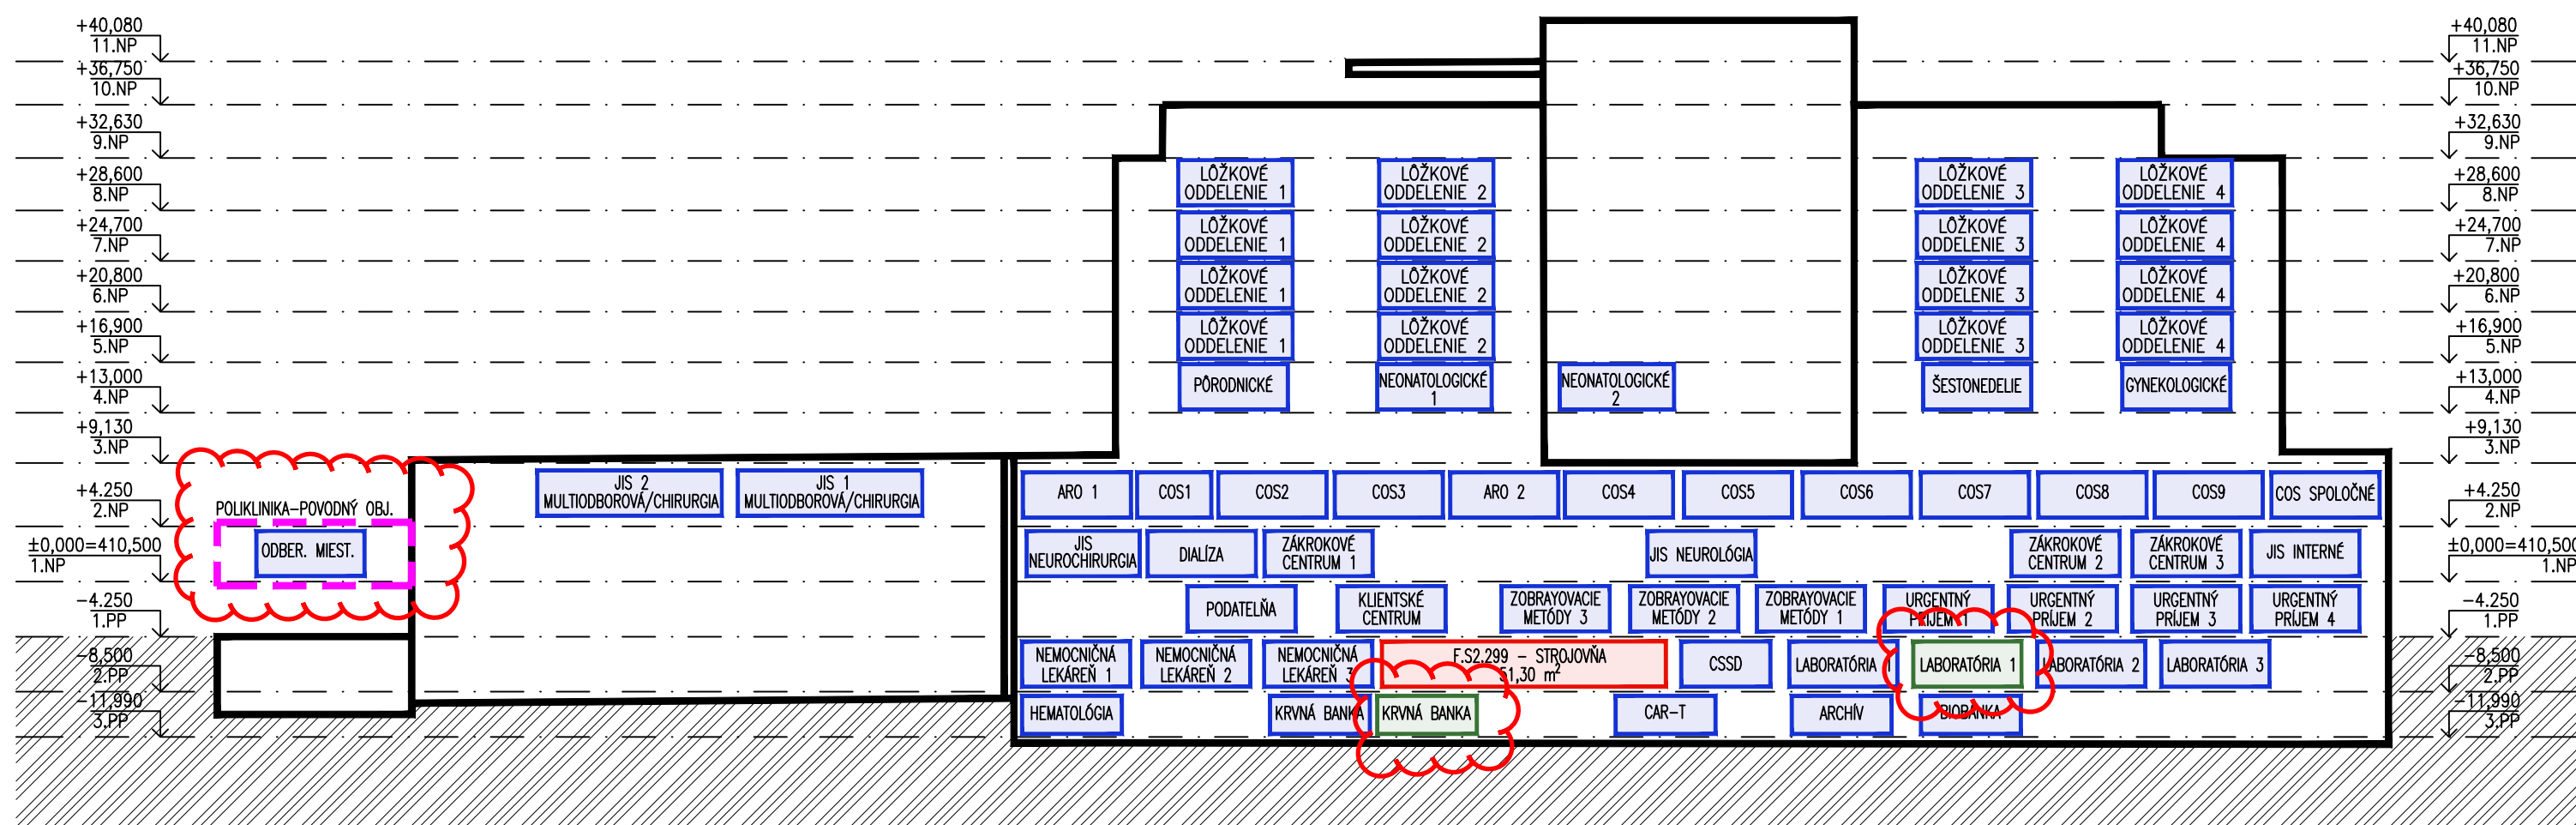 +40,080
11.NP
+36,750
10.NP
+32,630
9.NP
+28,600
8.NP
+24,700
7.NP
+20,800
6.NP
+16,900
5.NP
+13,000
4.NP
+9,130
3.NP
+4.250
2.NP
±0,000=410,500
1.NP
-4.250
1.PP
-8,500
2.PP
-11,990
3.PP
+40,080
11.NP
+36,750
10.NP
+32,630
9.NP
+28,600
8.NP
+24,700
7.NP
+20,800
6.NP
+16,900
5.NP
+13,000
4.NP
+9,130
3.NP
+4.250
2.NP
±0,000=410,500
1.NP
-4.250
1.PP
-8,500
2.PP
-11,990
3.PP
LÔŽKOVÉ
ODDELENIE 1
LÔŽKOVÉ
ODDELENIE 2
LÔŽKOVÉ
ODDELENIE 3
LÔŽKOVÉ
ODDELENIE 4
LÔŽKOVÉ
ODDELENIE 1
LÔŽKOVÉ
ODDELENIE 2
LÔŽKOVÉ
ODDELENIE 3
LÔŽKOVÉ
ODDELENIE 4
LÔŽKOVÉ
ODDELENIE 1
LÔŽKOVÉ
ODDELENIE 2
LÔŽKOVÉ
ODDELENIE 3
LÔŽKOVÉ
ODDELENIE 4
LÔŽKOVÉ
ODDELENIE 1
LÔŽKOVÉ
ODDELENIE 2
LÔŽKOVÉ
ODDELENIE 3
LÔŽKOVÉ
ODDELENIE 4
PÔRODNICKÉ
NEONATOLOGICKÉ
1
NEONATOLOGICKÉ
2
ŠESTONEDELIE
GYNEKOLOGICKÉ
POLIKLINIKA-POVODNÝ OBJ.
ODBER. MIEST.
JIS 2
MULTIODBOROVÁ/CHIRURGIA
JIS 1
MULTIODBOROVÁ/CHIRURGIA
ARO 1
COS1
COS2
COS3
ARO 2
COS4
COS5
COS6
COS7
COS8
COS9
COS SPOLOČNÉ
JIS
NEUROCHIRURGIA
DIALÍZA
ZÁKROKOVÉ
CENTRUM 1
JIS NEUROLÓGIA
ZÁKROKOVÉ
CENTRUM 2
ZÁKROKOVÉ
CENTRUM 3
JIS INTERNÉ
PODATELŇA
KLIENTSKÉ
CENTRUM
ZOBRAYOVACIE
METÓDY 3
ZOBRAYOVACIE
METÓDY 2
ZOBRAYOVACIE
METÓDY 1
URGENTNÝ
PRÍJEM 1
URGENTNÝ
PRÍJEM 2
URGENTNÝ
PRÍJEM 3
URGENTNÝ
PRÍJEM 4
NEMOCNIČNÁ
LEKÁREŇ 1
NEMOCNIČNÁ
LEKÁREŇ 2
NEMOCNIČNÁ
LEKÁREŇ 3
F.S2.299 - STROJOVŇA
51,30 m²
CSSD
LABORATÓRIA 1
LABORATÓRIA 1
LABORATÓRIA 2
LABORATÓRIA 3
HEMATOLÓGIA
KRVNÁ BANKA
KRVNÁ BANKA
CAR-T
ARCHÍV
BIOBANKA